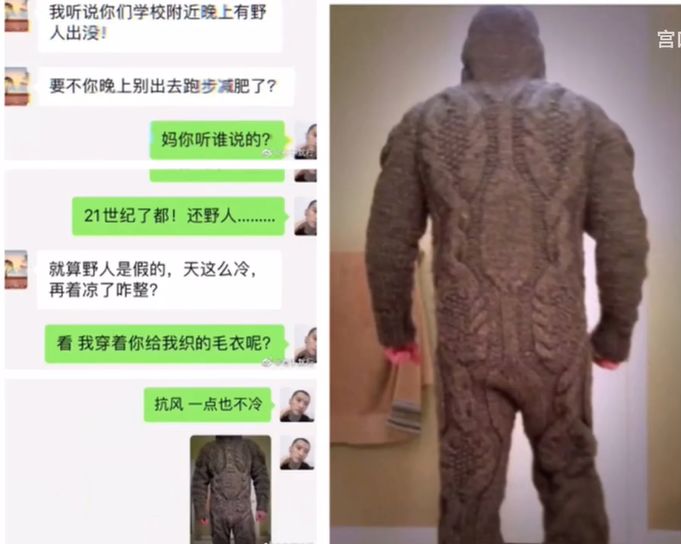 我听说你们学校附近晚上有野
人出没！
要不你晚上别出去跑步减肥了？
妈你听谁说的？
21世纪了都！还野人.........
就算野人是假的，天这么冷，
再着凉了咋整？
看 我穿着你给我织的毛衣呢？
抗风 一点也不冷